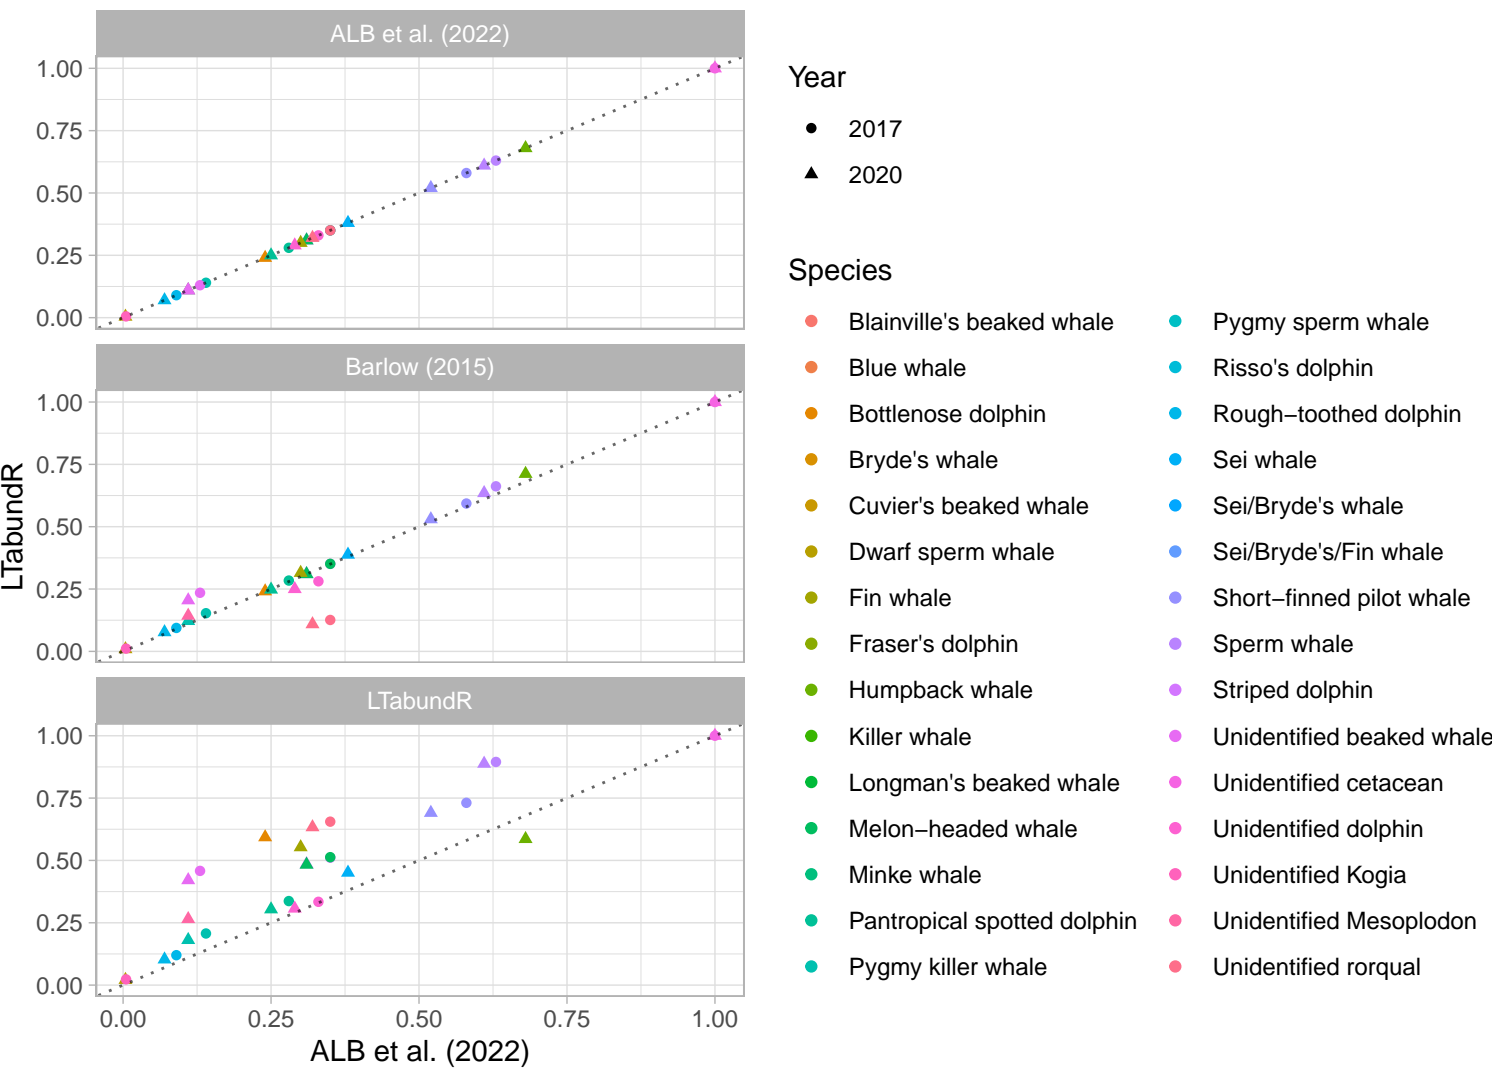 ALB et al. (2022)
1.00
0.75
0.50
0.25
0.00
Barlow (2015)
1.00
0.75
0.50
0.25
0.00
LTabundR
1.00
0.75
0.50
0.25
0.00
0.00 0.25 0.50 0.75 1.00
ALB et al. (2022)
LTabundR
Year
2017
2020
Species
Blainville's beaked whale
Blue whale
Bottlenose dolphin
Bryde's whale
Cuvier's beaked whale
Dwarf sperm whale
Fin whale
Fraser's dolphin
Humpback whale
Killer whale
Longman's beaked whale
Melon−headed whale
Minke whale
Pantropical spotted dolphin
Pygmy killer whale
Pygmy sperm whale
Risso's dolphin
Rough−toothed dolphin
Sei whale
Sei/Bryde's whale
Sei/Bryde's/Fin whale
Short−finned pilot whale
Sperm whale
Striped dolphin
Unidentified beaked whale
Unidentified cetacean
Unidentified dolphin
Unidentified Kogia
Unidentified Mesoplodon
Unidentified rorqual